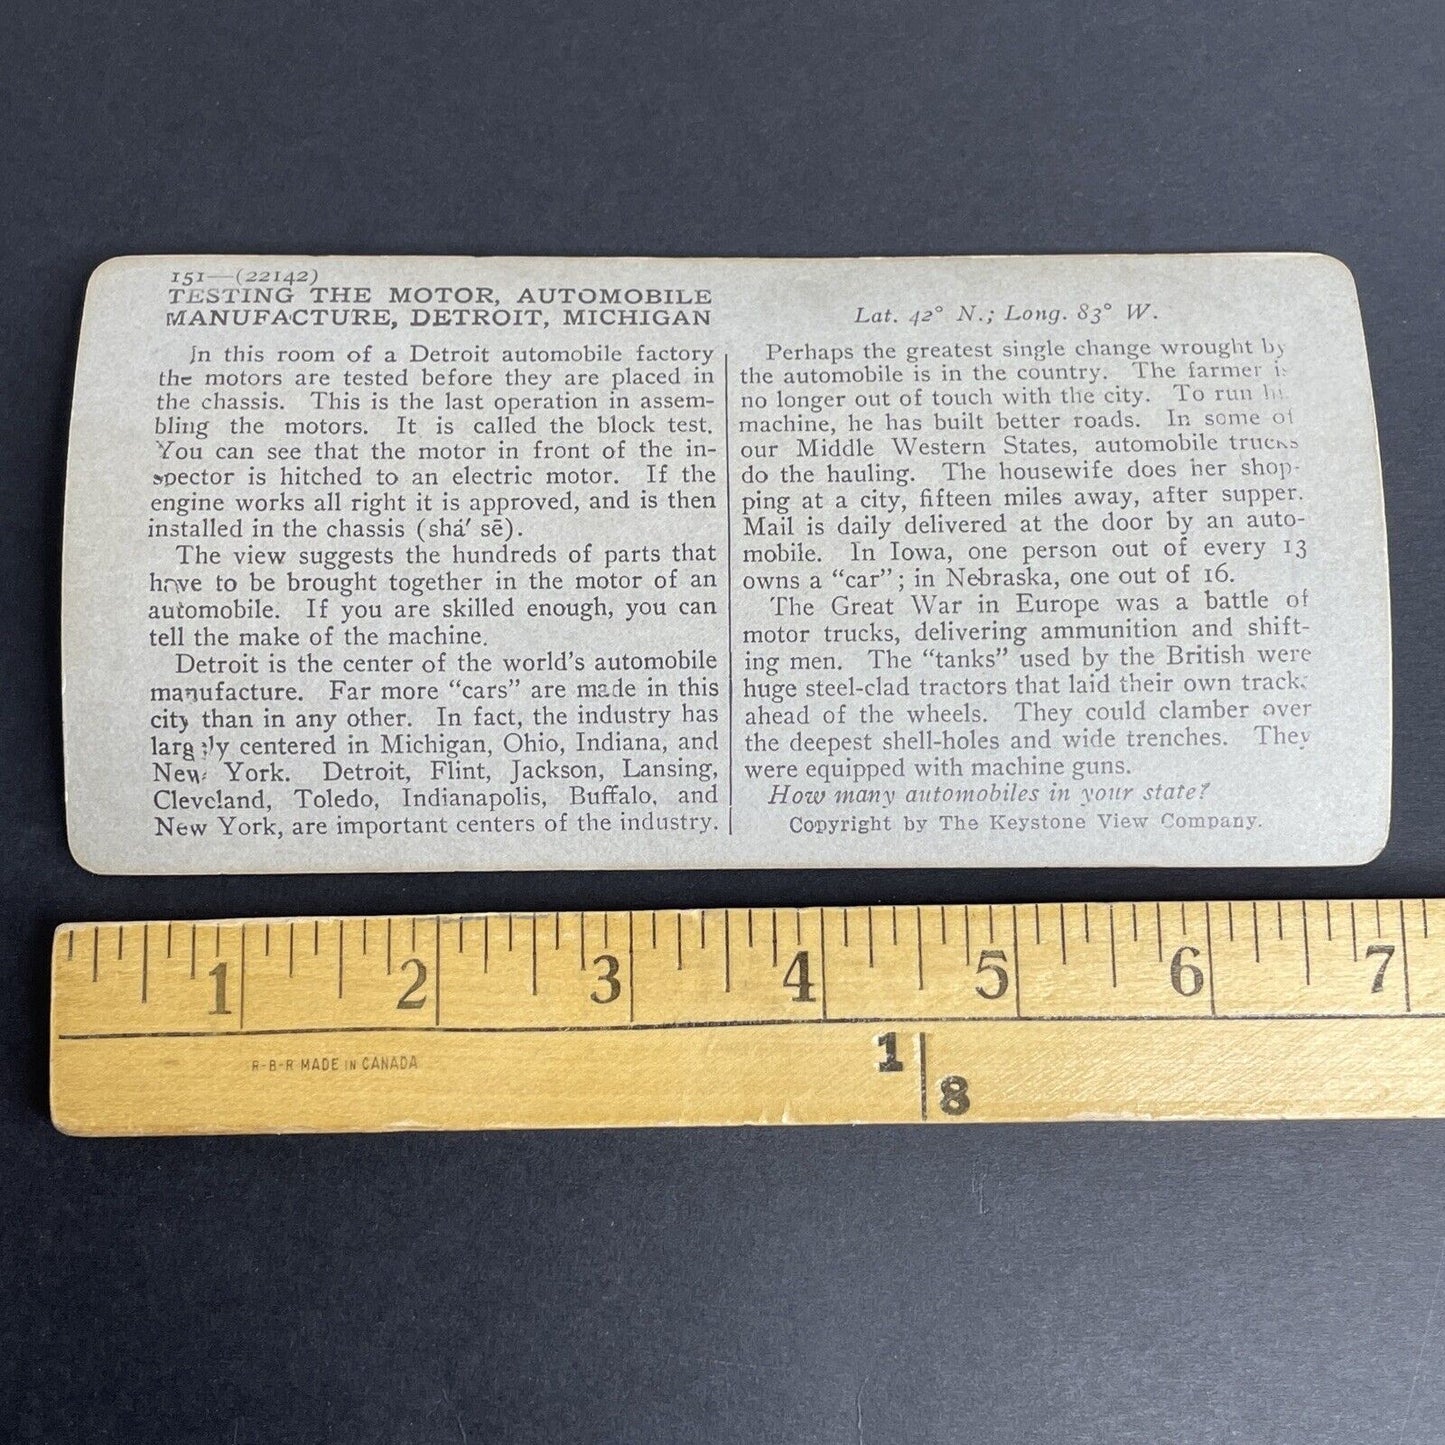 151—(22142)
TESTING THE MOTOR, AUTOMOBILE
MANUFACTURE, DETROIT, MICHIGAN
In this room of a Detroit automobile factory
the motors are tested before they are placed in
the chassis. This is the last operation in assem-
bling the motors. It is called the block test.
You can see that the motor in front of the in-
spector is hitched to an electric motor. If the
engine works all right it is approved, and is then
installed in the chassis (shá′ sē).
The view suggests the hundreds of parts that
have to be brought together in the motor of an
automobile. If you are skilled enough, you can
tell the make of the machine.
Detroit is the center of the world's automobile
manufacture. Far more “cars” are made in this
city than in any other. In fact, the industry has
largely centered in Michigan, Ohio, Indiana, and
New York. Detroit, Flint, Jackson, Lansing,
Cleveland, Toledo, Indianapolis, Buffalo, and
New York, are important centers of the industry.
Lat. 42° N.; Long. 83° W.
Perhaps the greatest single change wrought by
the automobile is in the country. The farmer is
no longer out of touch with the city. To run his
machine, he has built better roads. In some of
our Middle Western States, automobile trucks
do the hauling. The housewife does her shop-
ping at a city, fifteen miles away, after supper.
Mail is daily delivered at the door by an auto-
mobile. In Iowa, one person out of every 13
owns a “car”; in Nebraska, one out of 16.
The Great War in Europe was a battle of
motor trucks, delivering ammunition and shift-
ing men. The “tanks” used by the British were
huge steel-clad tractors that laid their own track
ahead of the wheels. They could clamber over
the deepest shell-holes and wide trenches. They
were equipped with machine guns.
How many automobiles in your state?
Copyright by The Keystone View Company.
1 2 3 4 5 6 7
R-B-R MADE IN CANADA
1
8